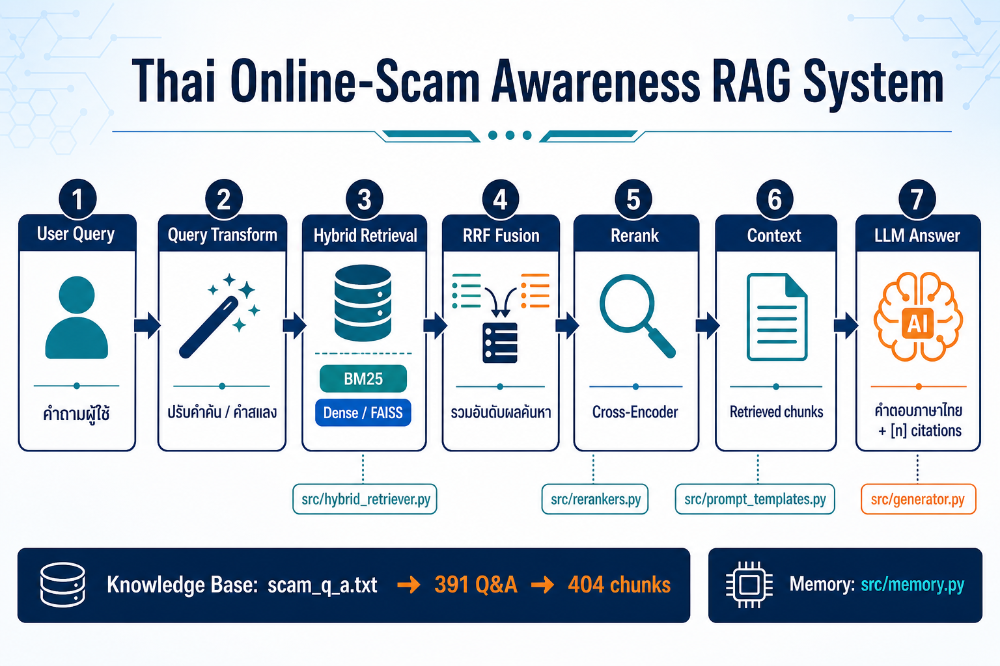 Thai Online-Scam Awareness RAG System
1
User Query
คำถามผู้ใช้
2
Query Transform
ปรับคำค้น / คำสแลง
3
Hybrid Retrieval
BM25
Dense / FAISS
4
RRF Fusion
รวมอันดับผลค้นหา
5
Rerank
Cross-Encoder
6
Context
Retrieved chunks
7
LLM Answer
AI
คำตอบภาษาไทย
+ [n] citations
src/hybrid_retriever.py
src/rerankers.py
src/prompt_templates.py
src/generator.py
Knowledge Base: scam_q_a.txt → 391 Q&A → 404 chunks
Memory: src/memory.py